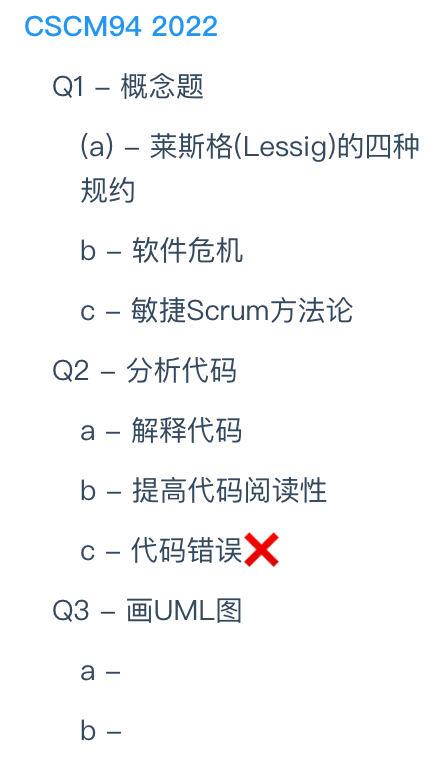 CSCM94 2022
Q1 – 概念题
(a) – 莱斯格(Lessig)的四种
规约
b – 软件危机
c – 敏捷Scrum方法论
Q2 – 分析代码
a – 解释代码
b – 提高代码阅读性
c – 代码错误❌
Q3 – 画UML图
a –
b –